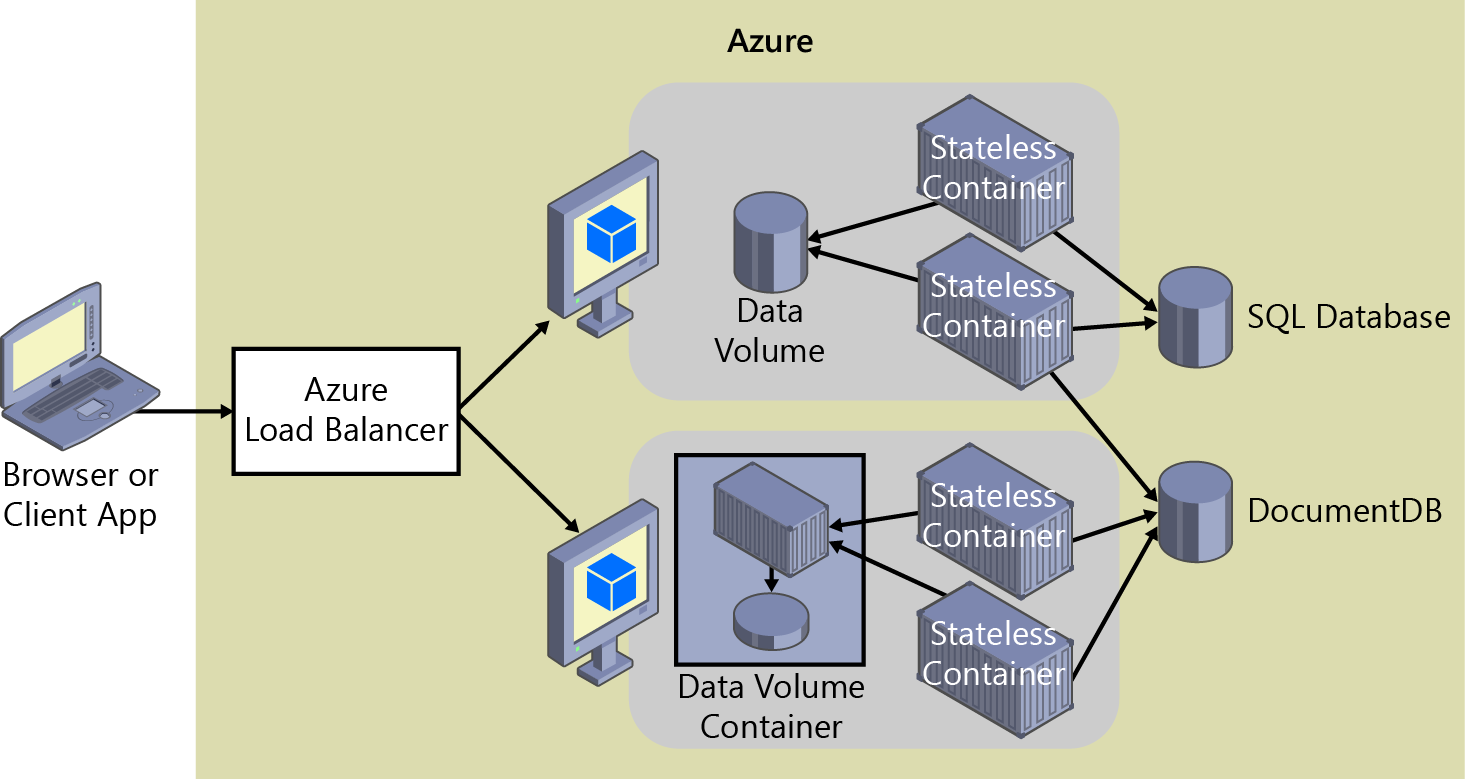 Azure
Stateless
Container
Stateless
Container
Data
Volume
SQL Database
Azure
Load Balancer
Browser or
Client App
Stateless
Container
DocumentDB
Stateless
Container
Data Volume
Container